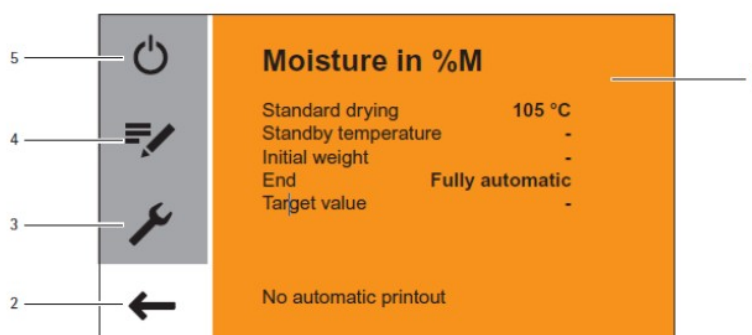 5
4
3
2
Moisture in %M
Standard drying 105 °C
Standby temperature -
Initial weight -
End Fully automatic
Target value -
No automatic printout